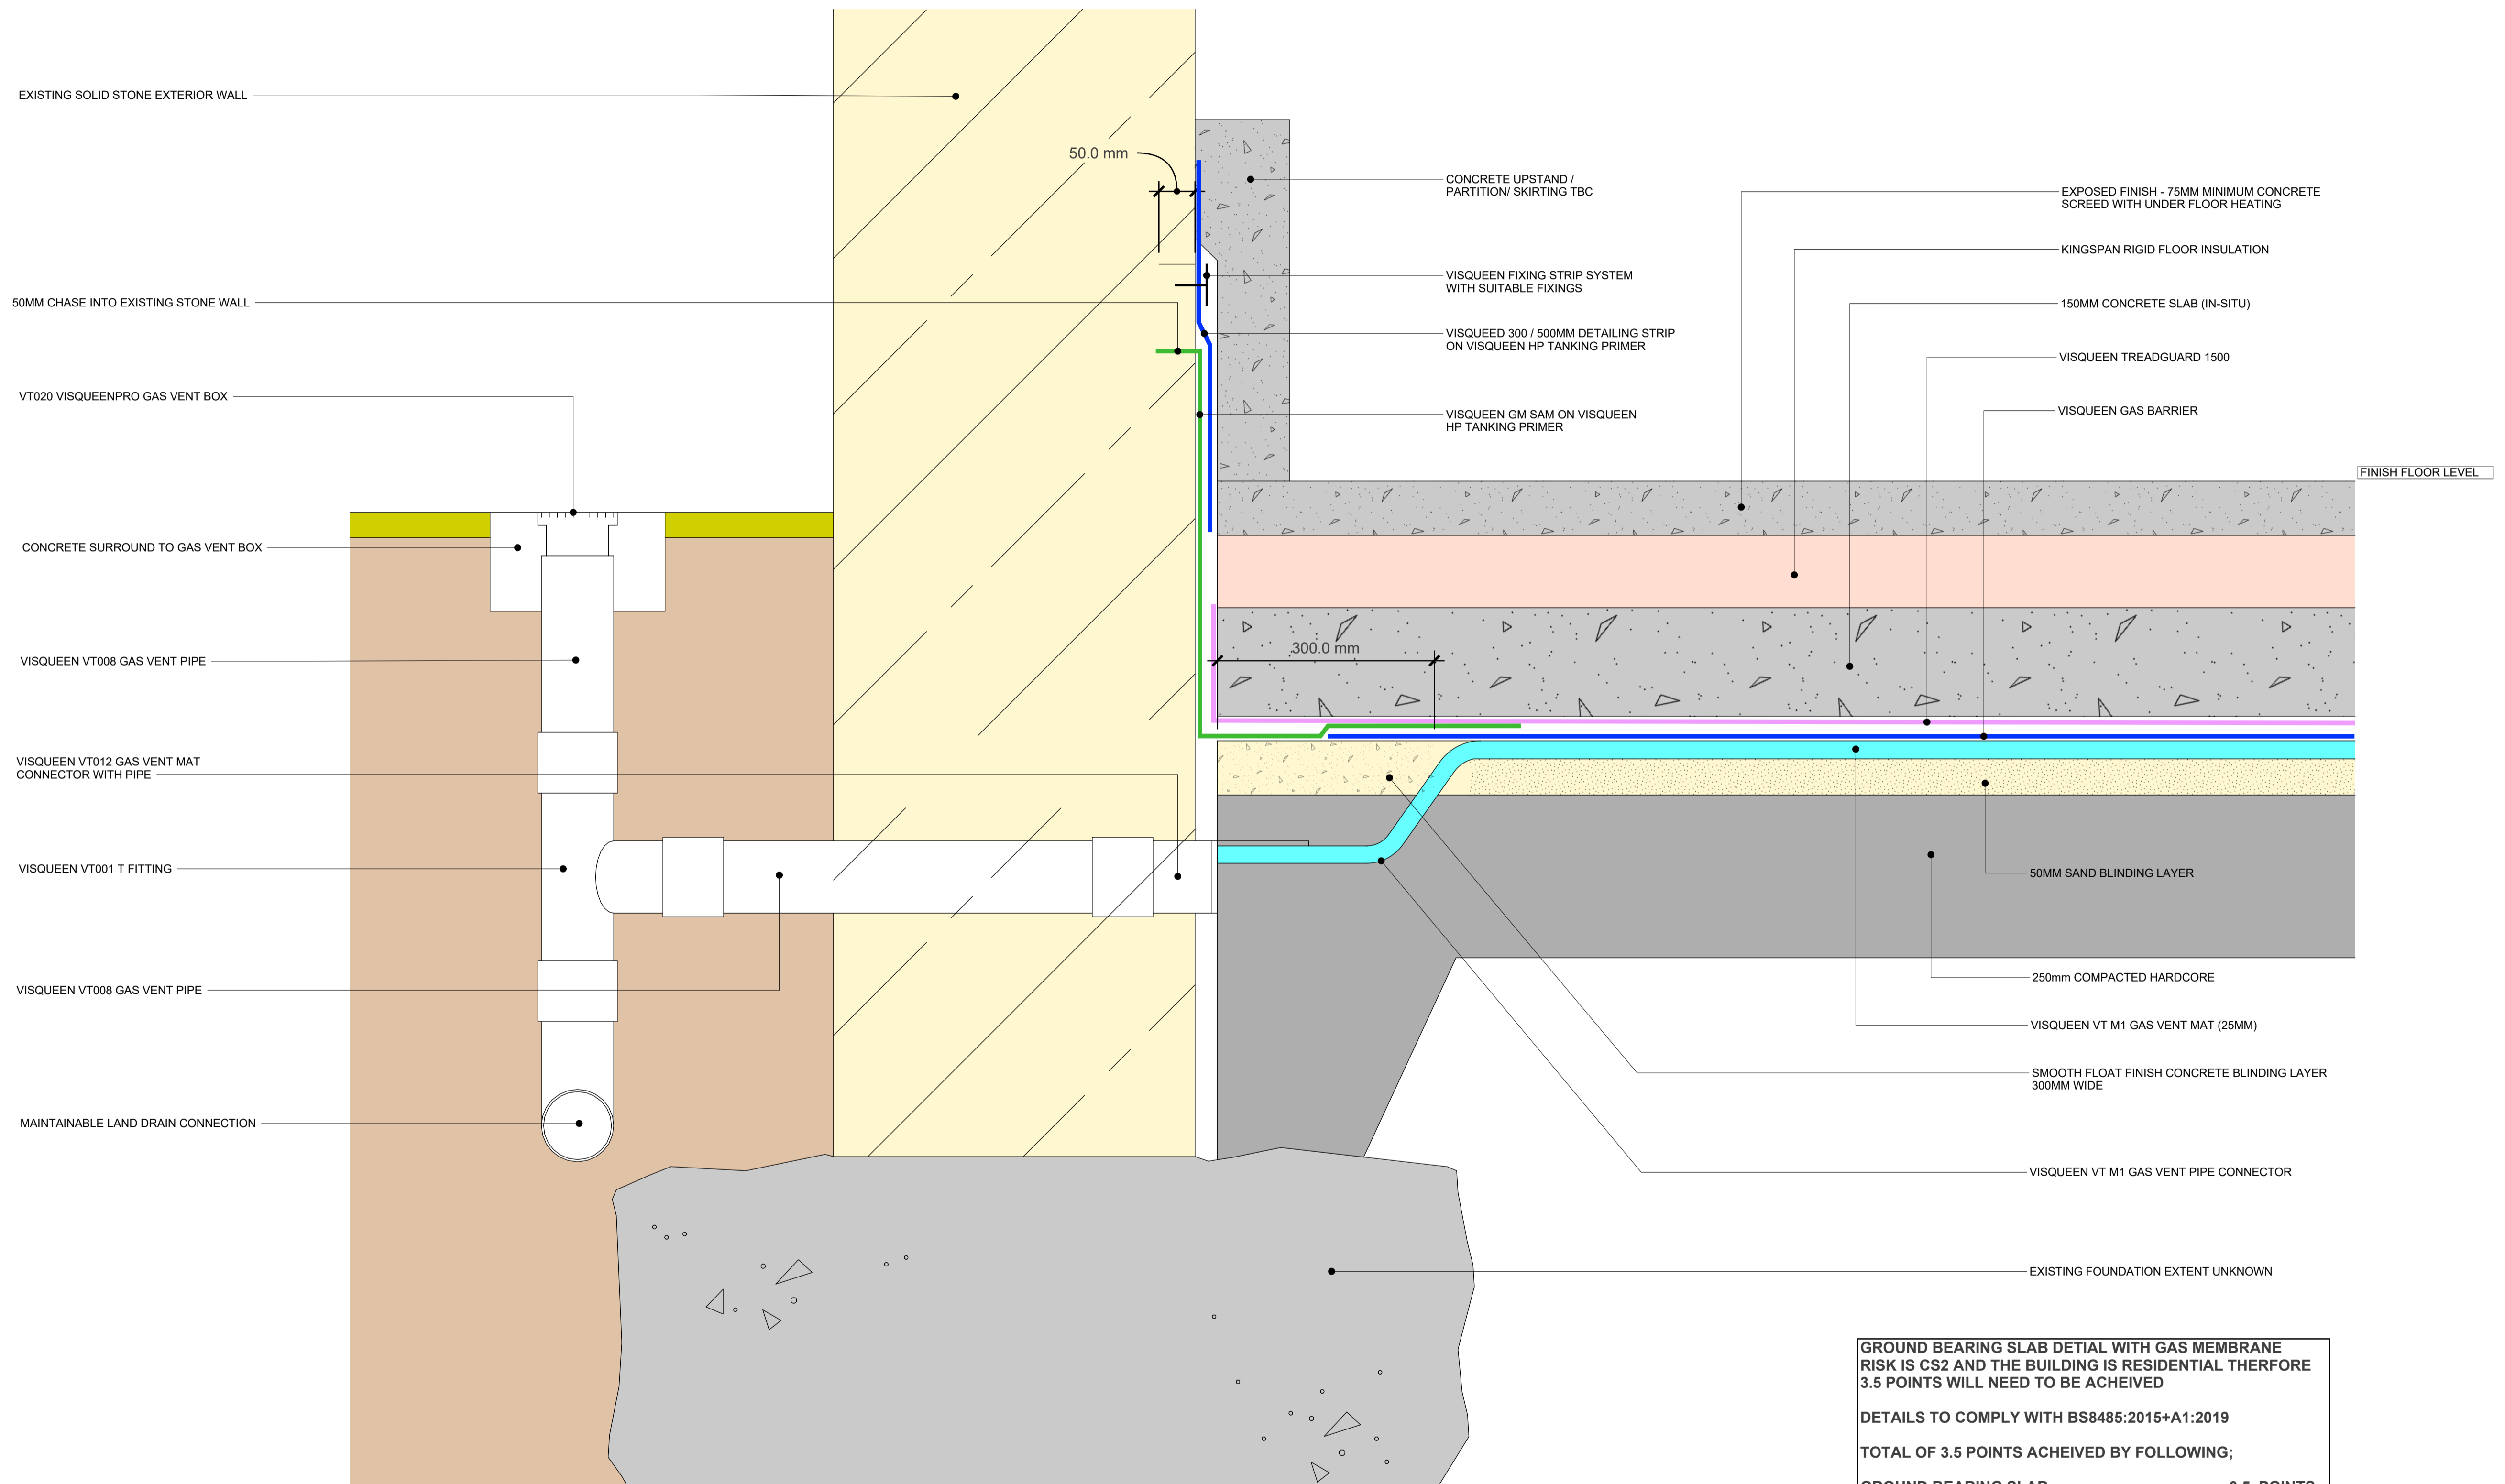 EXISTING SOLID STONE EXTERIOR WALL
50MM CHASE INTO EXISTING STONE WALL
VT020 VISQUEENPRO GAS VENT BOX
CONCRETE SURROUND TO GAS VENT BOX
VISQUEEN VT008 GAS VENT PIPE
VISQUEEN VT012 GAS VENT MAT
CONNECTOR WITH PIPE
VISQUEEN VT001 T FITTING
VISQUEEN VT008 GAS VENT PIPE
MAINTAINABLE LAND DRAIN CONNECTION
50.0 mm
CONCRETE UPSTAND /
PARTITION/ SKIRTING TBC
VISQUEEN FIXING STRIP SYSTEM
WITH SUITABLE FIXINGS
VISQUEED 300 / 500MM DETAILING STRIP
ON VISQUEEN HP TANKING PRIMER
VISQUEEN GM SAM ON VISQUEEN
HP TANKING PRIMER
300.0 mm
EXPOSED FINISH - 75MM MINIMUM CONCRETE
SCREED WITH UNDER FLOOR HEATING
KINGSPAN RIGID FLOOR INSULATION
150MM CONCRETE SLAB (IN-SITU)
VISQUEEN TREADGUARD 1500
VISQUEEN GAS BARRIER
FINISH FLOOR LEVEL
50MM SAND BLINDING LAYER
250mm COMPACTED HARDCORE
VISQUEEN VT M1 GAS VENT MAT (25MM)
SMOOTH FLOAT FINISH CONCRETE BLINDING LAYER
300MM WIDE
VISQUEEN VT M1 GAS VENT PIPE CONNECTOR
EXISTING FOUNDATION EXTENT UNKNOWN
GROUND BEARING SLAB DETIAL WITH GAS MEMBRANE
RISK IS CS2 AND THE BUILDING IS RESIDENTIAL THERFORE
3.5 POINTS WILL NEED TO BE ACHEIVED
DETAILS TO COMPLY WITH BS8485:2015+A1:2019
TOTAL OF 3.5 POINTS ACHEIVED BY FOLLOWING;
GROUND BEARING SLAB POINTS